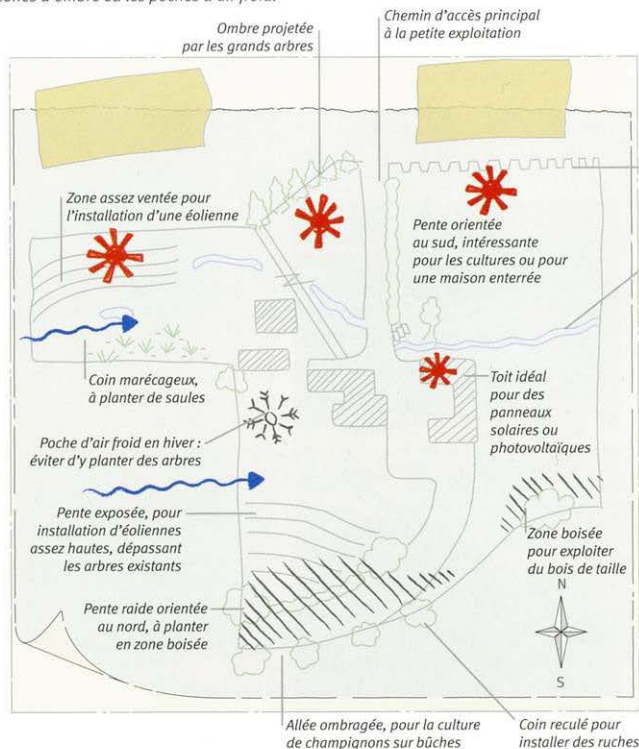 zones d'ombre ou les poches d'air froid.
Ombre projetée
par les grands arbres
Chemin d'accès principal
à la petite exploitation
Zone assez ventée pour
l'installation d'une éolienne
Pente orientée
au sud, intéressante
pour les cultures ou pour
une maison enterrée
Coin marécageux,
à planter de saules
Toit idéal
pour des
panneaux
solaires ou
photovoltaïques
Poche d'air froid en hiver :
éviter d'y planter des arbres
Pente exposée, pour
installation d'éoliennes
assez hautes, dépassant
les arbres existants
Zone boisée
pour exploiter
du bois de taille
Pente raide orientée
au nord, à planter
en zone boisée
N
S
Allée ombragée, pour la culture
de champignons sur bûches
Coin reculé pour
installer des ruches